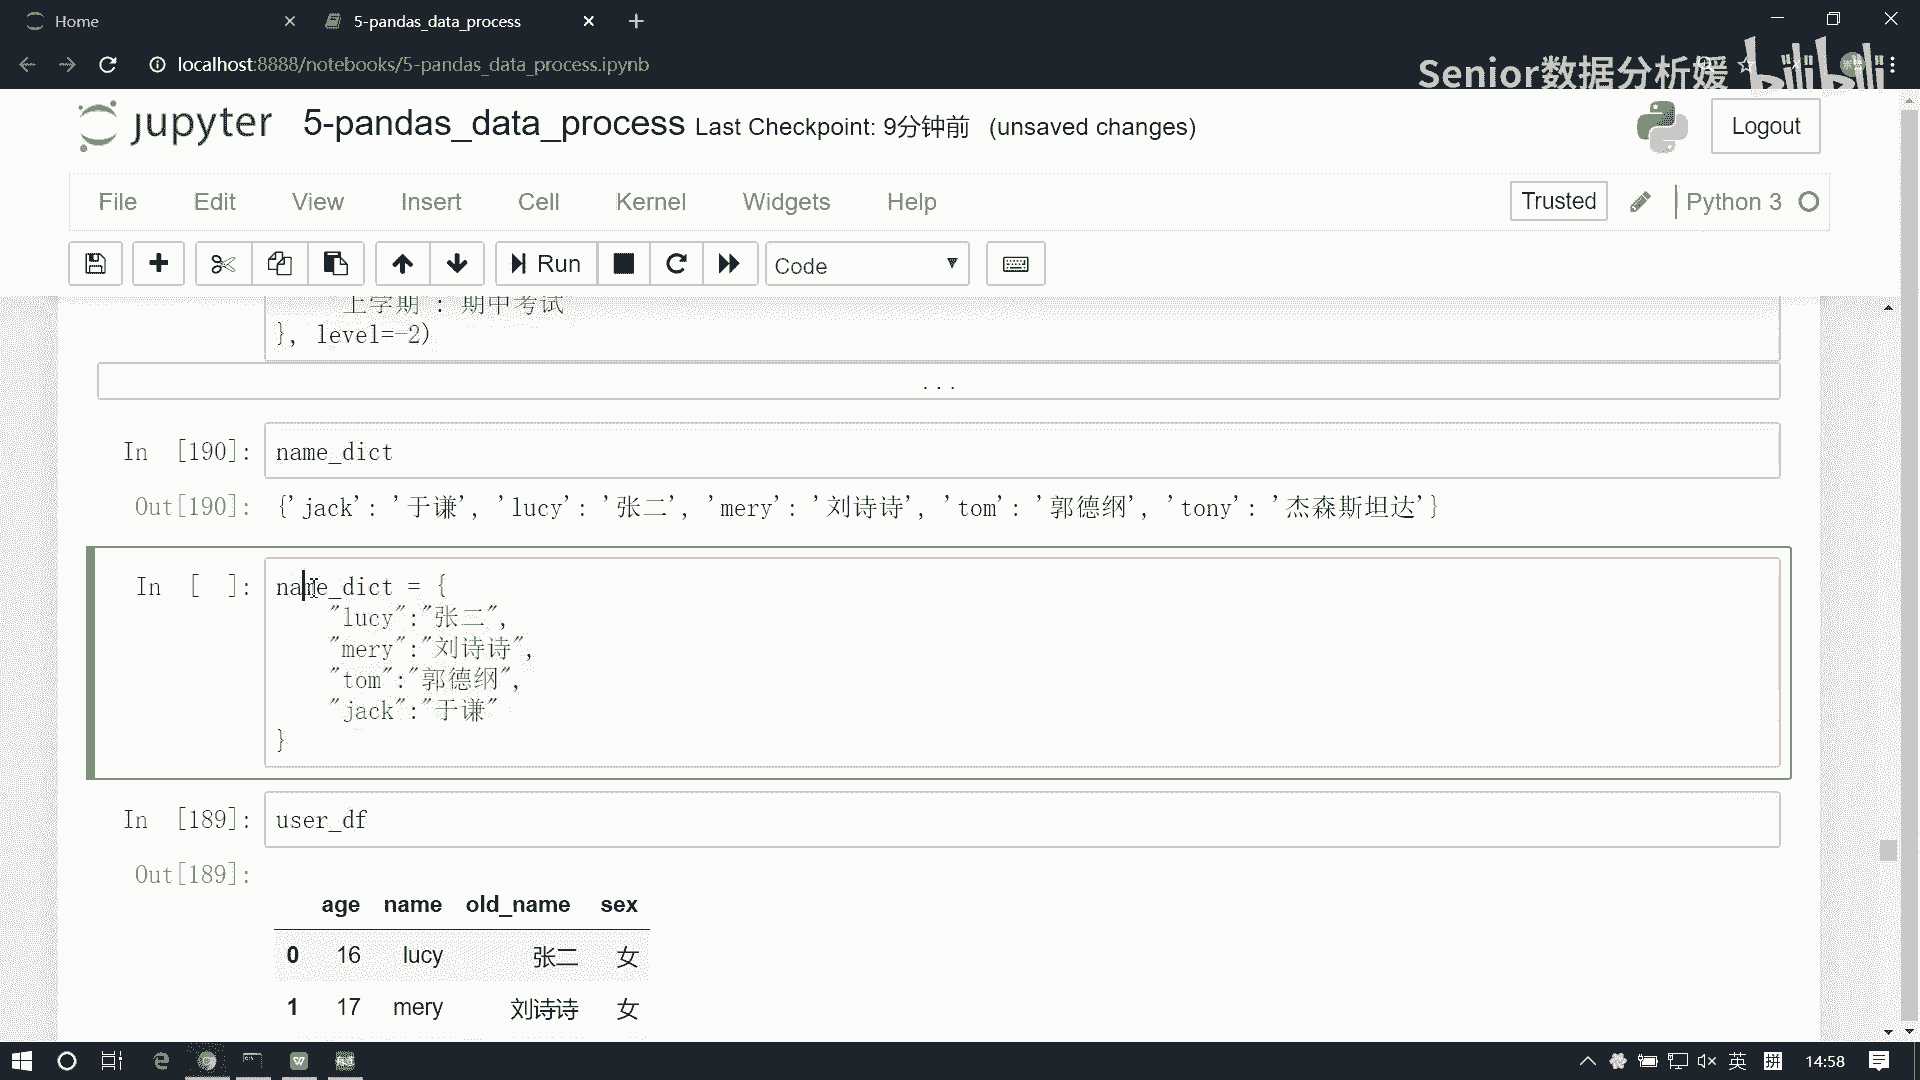 Home
5-pandas_data_process
localhost:8888/notebooks/5-pandas_data_process.ipynb
Senior数据分析媛
bilibili
jupyter
5-pandas_data_process Last Checkpoint: 9分钟前 (unsaved changes)
Logout
File Edit View Insert Cell Kernel Widgets Help
Trusted
Python 3
Run
Code
上学期 : 期中考试
}, level=-2)
...
In [190]: name_dict
Out[190]: {'jack': '于谦', 'lucy': '张二', 'mery': '刘诗诗', 'tom': '郭德纲', 'tony': '杰森斯坦达'}
In [ ]: name_dict = {
"lucy":"张二",
"mery":"刘诗诗",
"tom":"郭德纲",
"jack":"于谦"
}
In [189]: user_df
Out[189]:
age name old_name sex
0 16 lucy 张二 女
1 17 mery 刘诗诗 女
英 拼 14:58